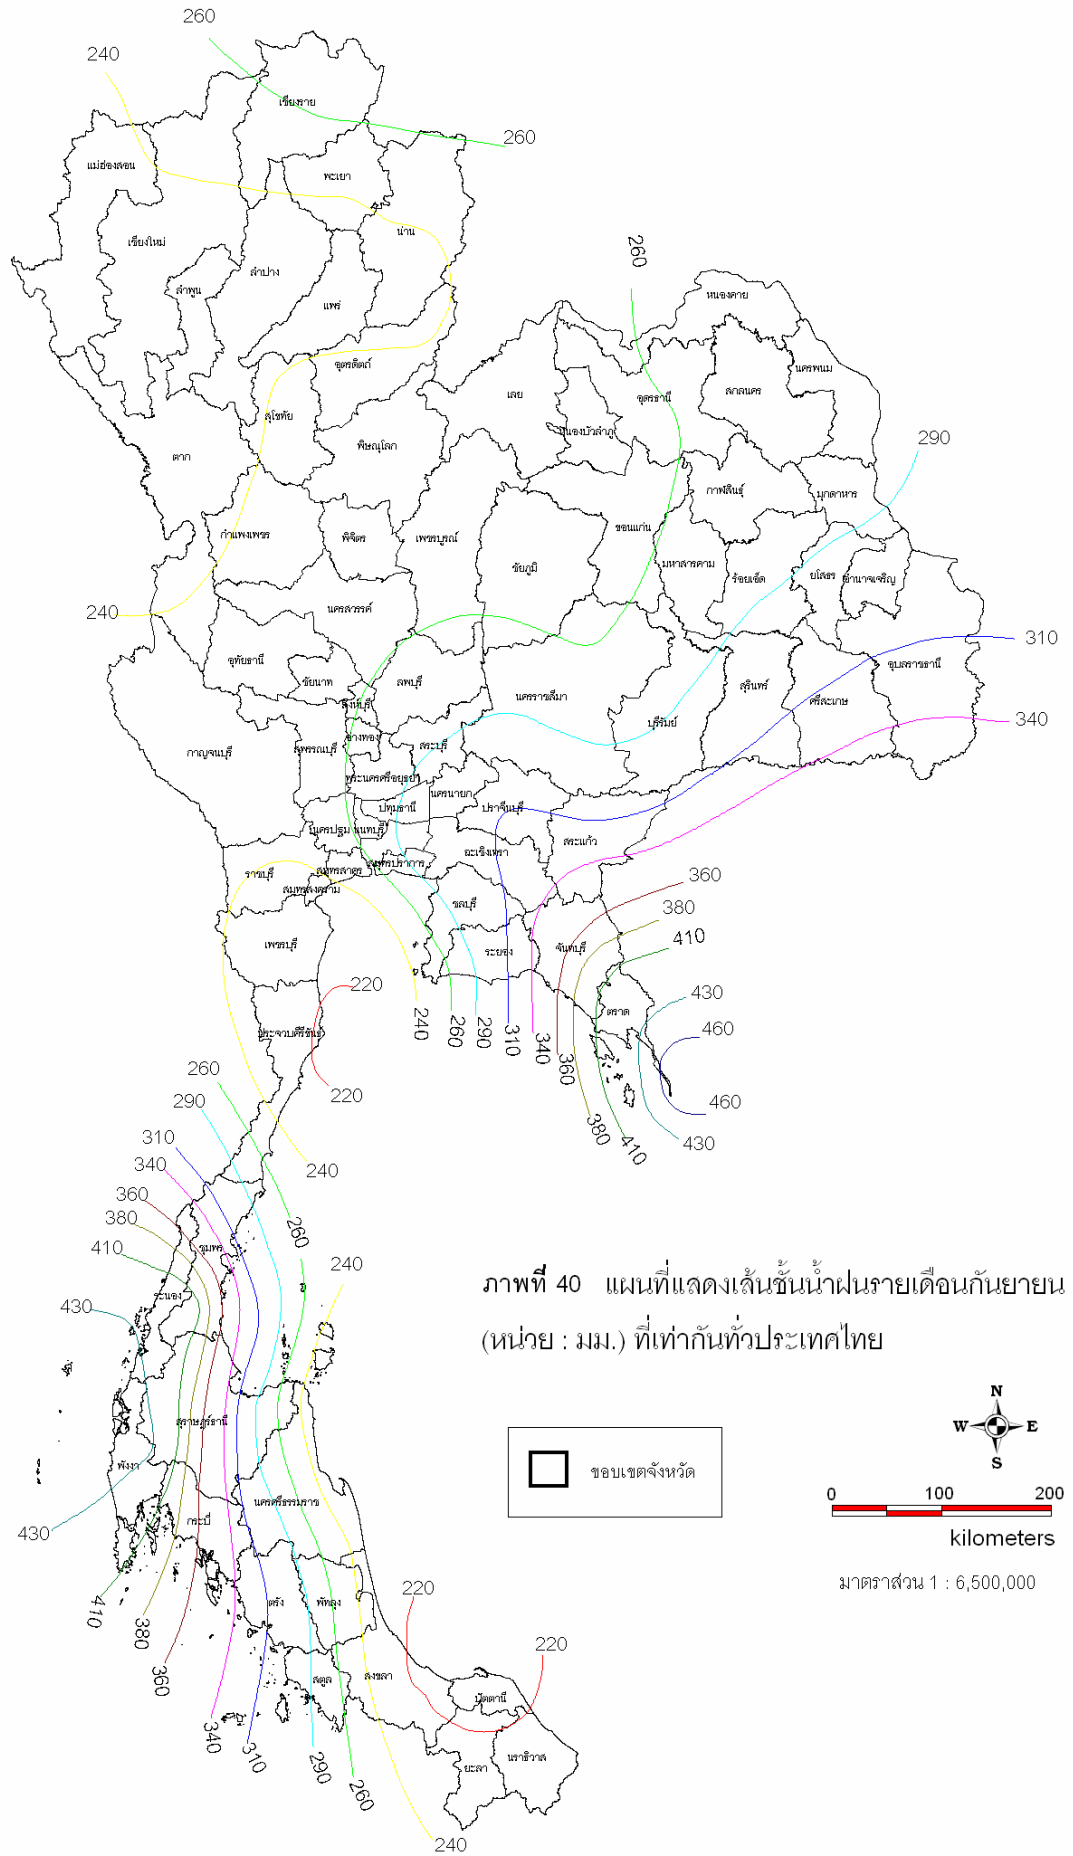 260
240
เชียงราย
260
แม่ฮ่องสอน
พะเยา
น่าน
เชียงใหม่
260
ลำปาง
ลำพูน
หนองคาย
แพร่
นครพนม
อุตรดิตถ์
สกลนคร
เลย
อุดรธานี
สุโขทัย
หนองบัวลำภู
290
พิษณุโลก
ตาก
กาฬสินธุ์
มุกดาหาร
ขอนแก่น
กำแพงเพชร
พิจิตร
เพชรบูรณ์
มหาสารคาม
ชัยภูมิ
ร้อยเอ็ด
ยโสธร
อำนาจเจริญ
240
นครสวรรค์
310
อุทัยธานี
อุบลราชธานี
ชัยนาท
ลพบุรี
สุรินทร์
นครราชสีมา
ศรีสะเกษ
สิงห์บุรี
340
บุรีรัมย์
อ่างทอง
สระบุรี
กาญจนบุรี
สุพรรณบุรี
พระนครศรีอยุธยา
นครนายก
ปทุมธานี
ปราจีนบุรี
นครปฐม
นนทบุรี
สระแก้ว
ฉะเชิงเทรา
สมุทรปราการ
สมุทรสาคร
ราชบุรี
360
สมุทรสงคราม
ชลบุรี
380
เพชรบุรี
ระยอง
จันทบุรี
410
220
430
240
260
290
310
340
360
ตราด
ประจวบคีรีขันธ์
460
220
260
290
460
380
410
430
310
340
240
360
380
260
ชุมพร
410
240
ภาพที่ 40 แผนที่แสดงเส้นชั้นน้ำฝนรายเดือนกันยายน
ระนอง
430
(หน่วย : มม.) ที่เท่ากันทั่วประเทศไทย
N
W
E
S
สุราษฎร์ธานี
พังงา
ขอบเขตจังหวัด
0 100 200
นครศรีธรรมราช
กระบี่
430
kilometers
มาตราส่วน 1 : 6,500,000
220
410
380
360
ตรัง
พัทลุง
220
สตูล
สงขลา
ปัตตานี
340
310
290
260
นราธิวาส
ยะลา
240